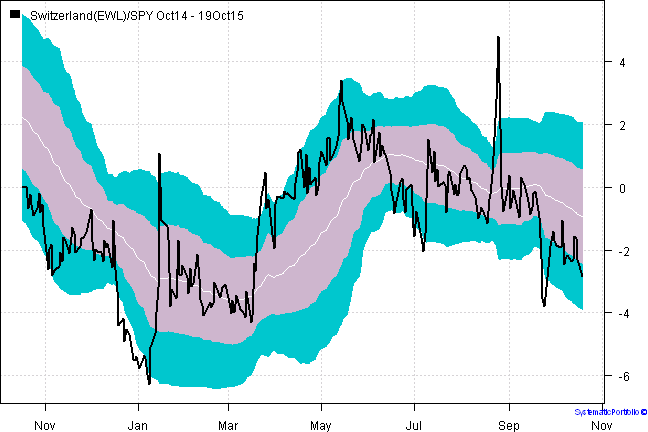 Switzerland(EWL)/SPY Oct14 - 19Oct15
4
2
0
-2
-4
-6
Nov Jan Mar May Jul Sep Nov
SystematicPortfolio ©